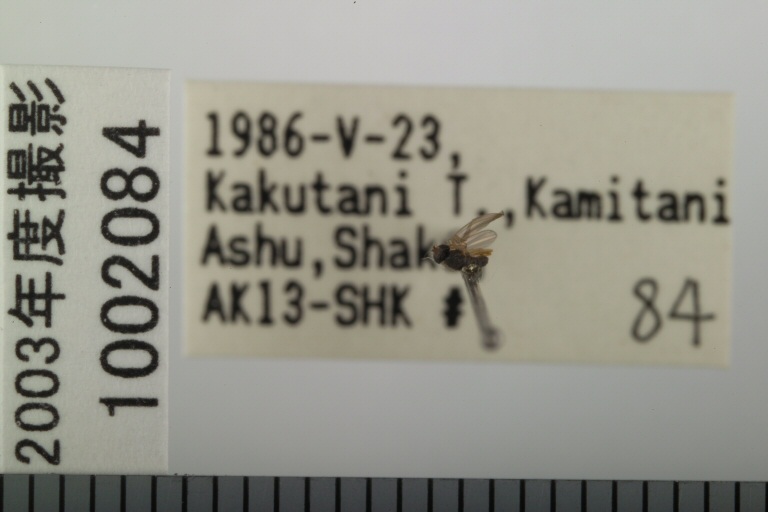 2003年度撮影
1002084
1986-V-23,
Kakutani T.,Kamitani
Ashu,Shak
AK13-SHK # 84